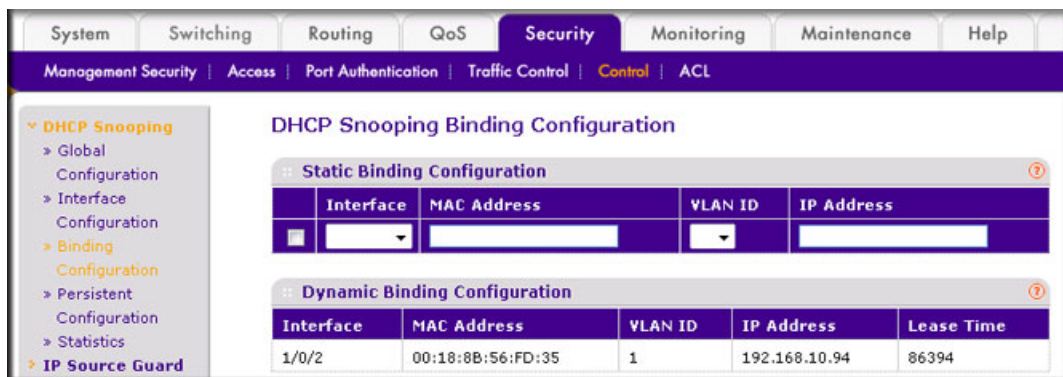 System Switching Routing QoS Security Monitoring Maintenance Help
Management Security | Access | Port Authentication | Traffic Control | Control | ACL
DHCP Snooping
» Global
Configuration
» Interface
Configuration
» Binding
Configuration
» Persistent
Configuration
» Statistics
IP Source Guard
DHCP Snooping Binding Configuration
Static Binding Configuration
Interface MAC Address VLAN ID IP Address
Dynamic Binding Configuration
Interface MAC Address VLAN ID IP Address Lease Time
1/0/2 00:18:8B:56:FD:35 1 192.168.10.94 86394